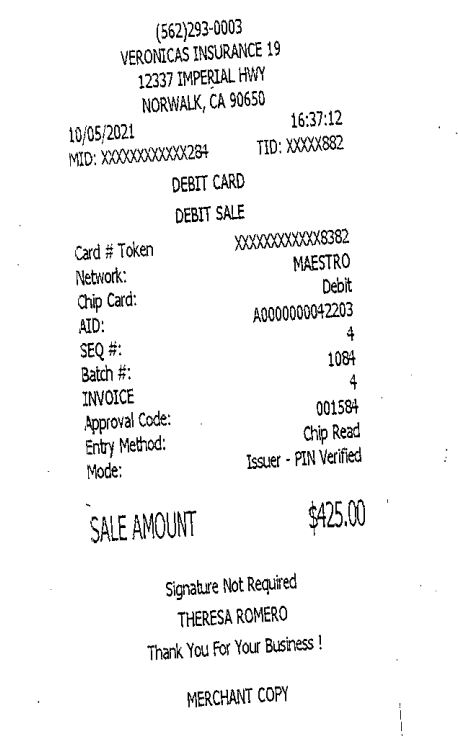 (562)293-0003
VERONICAS INSURANCE 19
12337 IMPERIAL HWY
NORWALK, CA 90650
10/05/2021 16:37:12
MID: XXXXXXXXXXXX284 TID: XXXXX882
DEBIT CARD
DEBIT SALE
Card # Token XXXXXXXXXXXX8382
Network: MAESTRO
Chip Card: Debit
AID: A0000000042203
SEQ #: 4
Batch #: 1084
INVOICE 4
Approval Code: 001584
Entry Method: Chip Read
Mode: Issuer - PIN Verified
SALE AMOUNT $425.00
Signature Not Required
THERESA ROMERO
Thank You For Your Business !
MERCHANT COPY